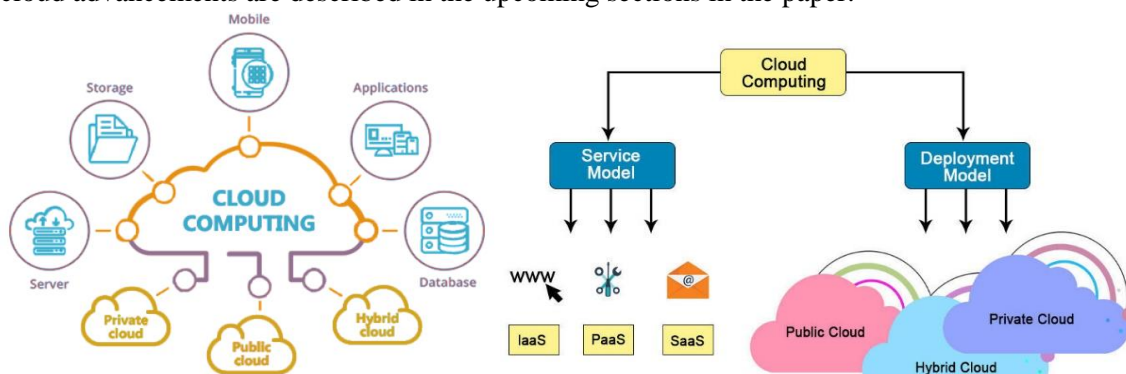 cloud advancements are described in the upcoming sections in the paper.
Mobile
Storage
Applications
CLOUD
COMPUTING
Server
Database
Private
cloud
Public
cloud
Hybrid
cloud
Cloud
Computing
Service
Model
Deployment
Model
www
@
IaaS
PaaS
SaaS
Public Cloud
Private Cloud
Hybrid Cloud